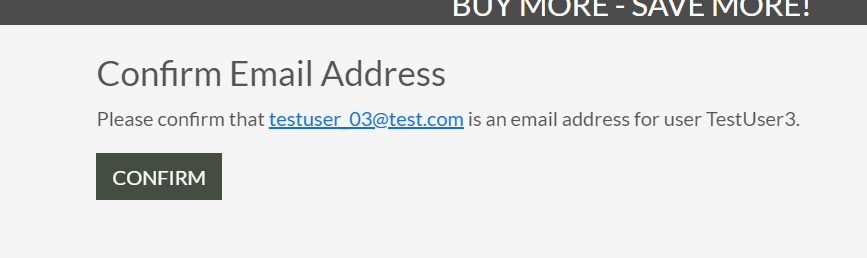 BUY MORE - SAVE MORE!
Confirm Email Address
Please confirm that testuser_03@test.com is an email address for user TestUser3.
CONFIRM